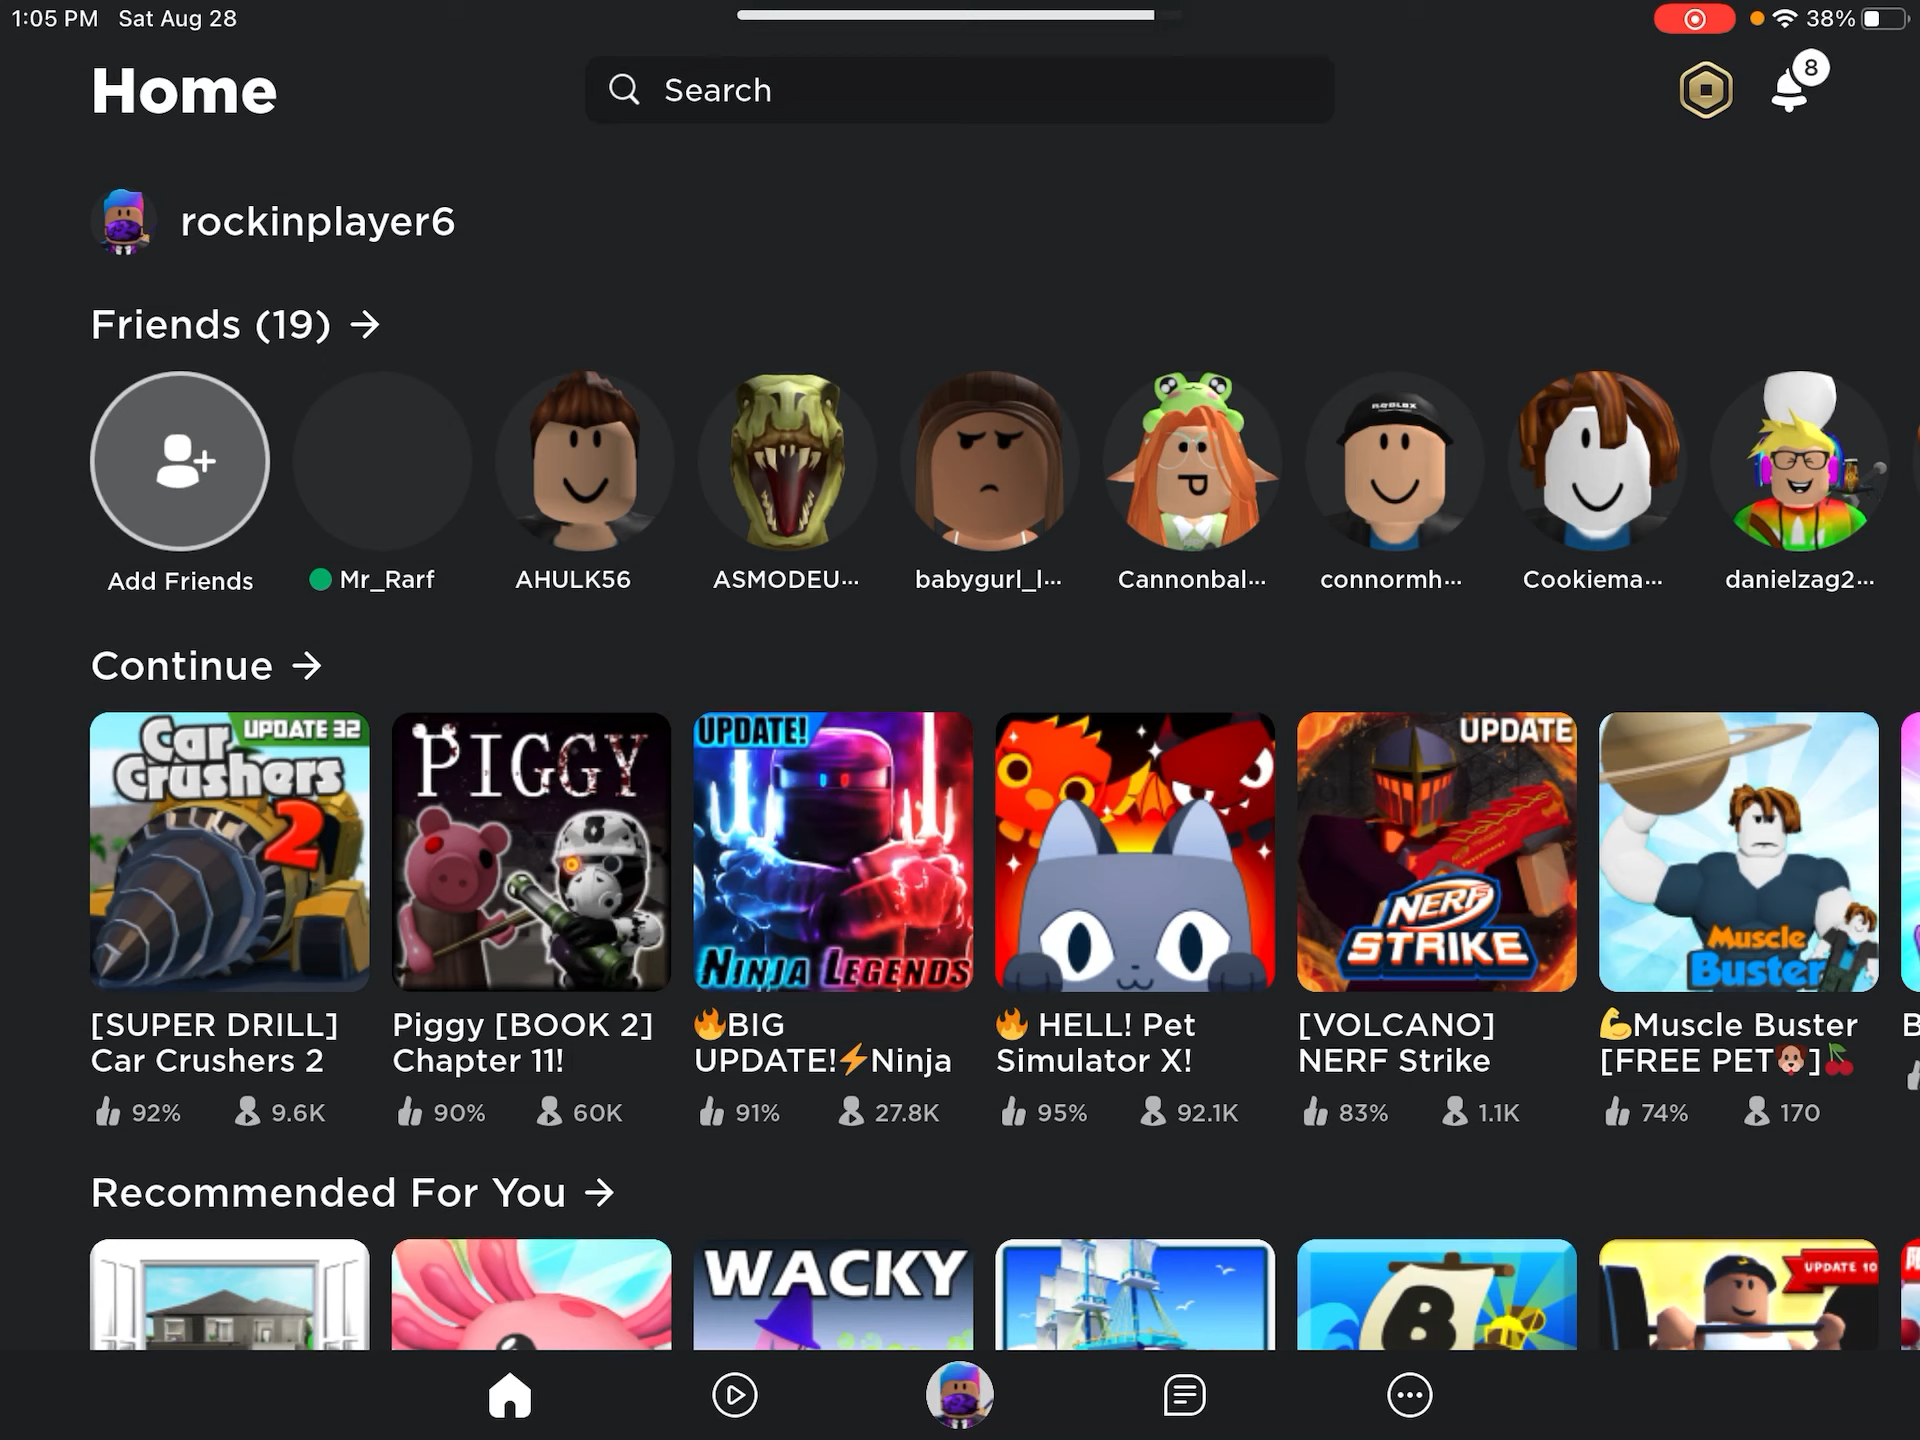 1:05 PM Sat Aug 28
38%
Home
Search
8
rockinplayer6
Friends (19) →
ROBLOX
Add Friends
Mr_Rarf
AHULK56
ASMODEU...
babygurl_l...
Cannonbal...
connormh...
Cookiema...
danielzag2...
Continue →
Car Crushers 2
UPDATE 32
PIGGY
8
UPDATE!
NINJA LEGENDS
UPDATE
NERF
STRIKE
Muscle
Buster
[SUPER DRILL]
Car Crushers 2
92% 9.6K
Piggy [BOOK 2]
Chapter 11!
90% 60K
🔥BIG
UPDATE!⚡Ninja
91% 27.8K
🔥 HELL! Pet
Simulator X!
95% 92.1K
[VOLCANO]
NERF Strike
83% 1.1K
💪Muscle Buster
[FREE PET🐶]🍒
74% 170
B
Recommended For You →
WACKY
B
UPDATE 10